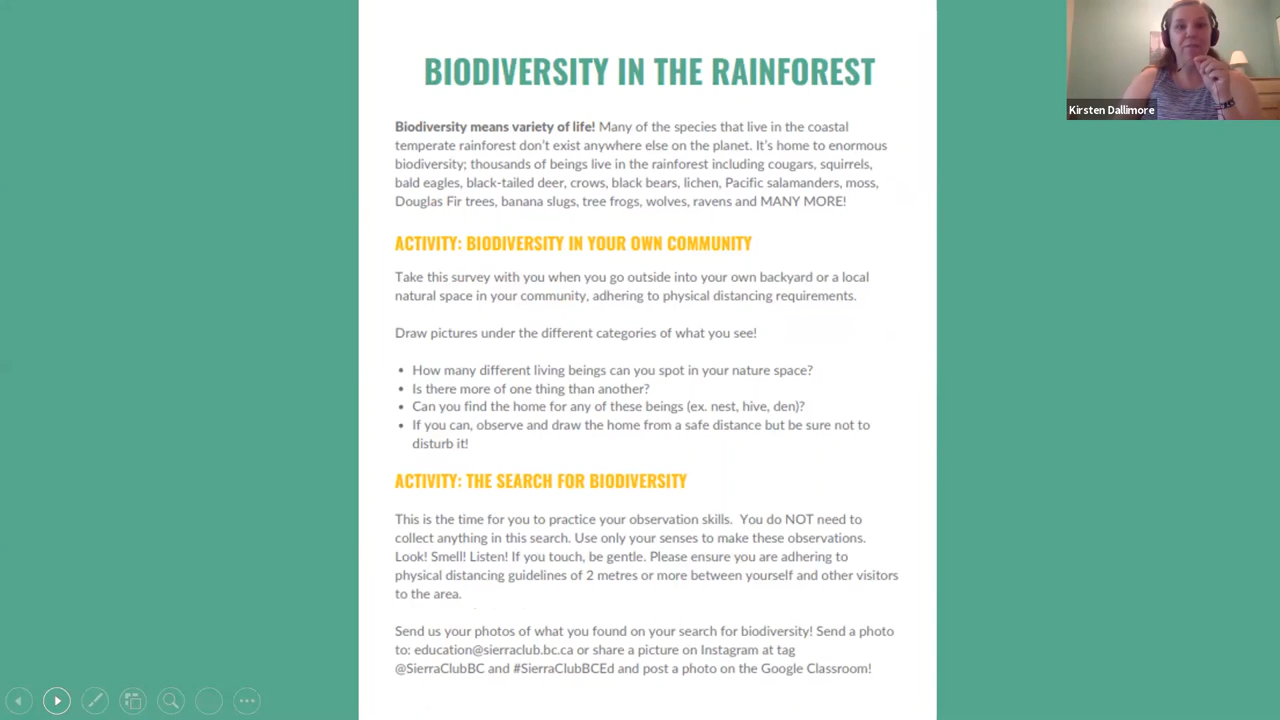 BIODIVERSITY IN THE RAINFOREST
Biodiversity means variety of life! Many of the species that live in the coastal
temperate rainforest don't exist anywhere else on the planet. It's home to enormous
biodiversity; thousands of beings live in the rainforest including cougars, squirrels,
bald eagles, black-tailed deer, crows, black bears, lichen, Pacific salamanders, moss,
Douglas Fir trees, banana slugs, tree frogs, wolves, ravens and MANY MORE!
ACTIVITY: BIODIVERSITY IN YOUR OWN COMMUNITY
Take this survey with you when you go outside into your own backyard or a local
natural space in your community, adhering to physical distancing requirements.
Draw pictures under the different categories of what you see!
• How many different living beings can you spot in your nature space?
• Is there more of one thing than another?
• Can you find the home for any of these beings (ex. nest, hive, den)?
• If you can, observe and draw the home from a safe distance but be sure not to
disturb it!
ACTIVITY: THE SEARCH FOR BIODIVERSITY
This is the time for you to practice your observation skills.  You do NOT need to
collect anything in this search. Use only your senses to make these observations.
Look! Smell! Listen! If you touch, be gentle. Please ensure you are adhering to
physical distancing guidelines of 2 metres or more between yourself and other visitors
to the area.
Send us your photos of what you found on your search for biodiversity! Send a photo
to: education@sierraclub.bc.ca or share a picture on Instagram at tag
@SierraClubBC and #SierraClubBCEd and post a photo on the Google Classroom!
Kirsten Dallimore